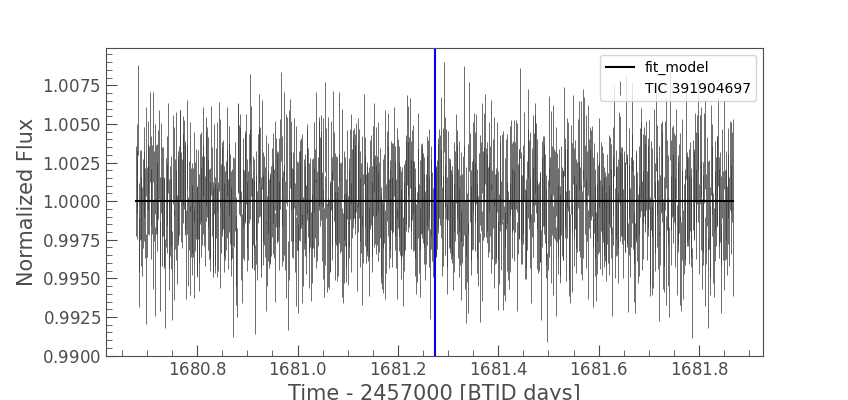 fit_model
TIC 391904697
1.0075
1.0050
1.0025
1.0000
0.9975
0.9950
0.9925
0.9900
Normalized Flux
1680.8 1681.0 1681.2 1681.4 1681.6 1681.8
Time - 2457000 [BTJD days]